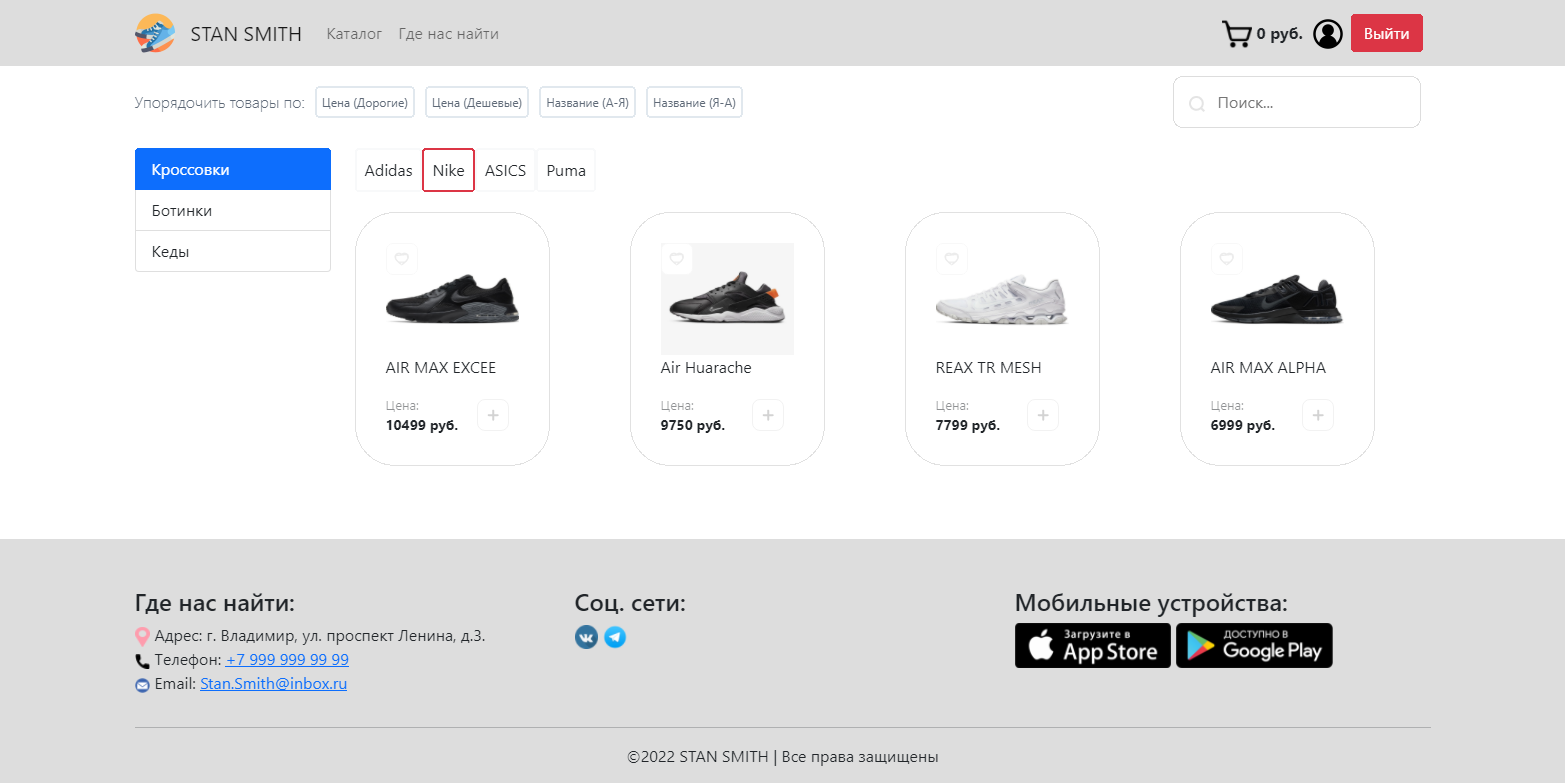 STAN SMITH Каталог Где нас найти 0 руб. Выйти
Упорядочить товары по: Цена (Дорогие) Цена (Дешевые) Название (А-Я) Название (Я-А) Поиск...
Кроссовки
Ботинки
Кеды
Adidas Nike ASICS Puma
AIR MAX EXCEE
Цена:
10499 руб.
+
Air Huarache
Цена:
9750 руб.
+
REAX TR MESH
Цена:
7799 руб.
+
AIR MAX ALPHA
Цена:
6999 руб.
+
Где нас найти:
Адрес: г. Владимир, ул. проспект Ленина, д.3.
Телефон: +7 999 999 99 99
Email: Stan.Smith@inbox.ru
Соц. сети:
Мобильные устройства:
Загрузите в
App Store
ДОСТУПНО В
Google Play
©2022 STAN SMITH | Все права защищены